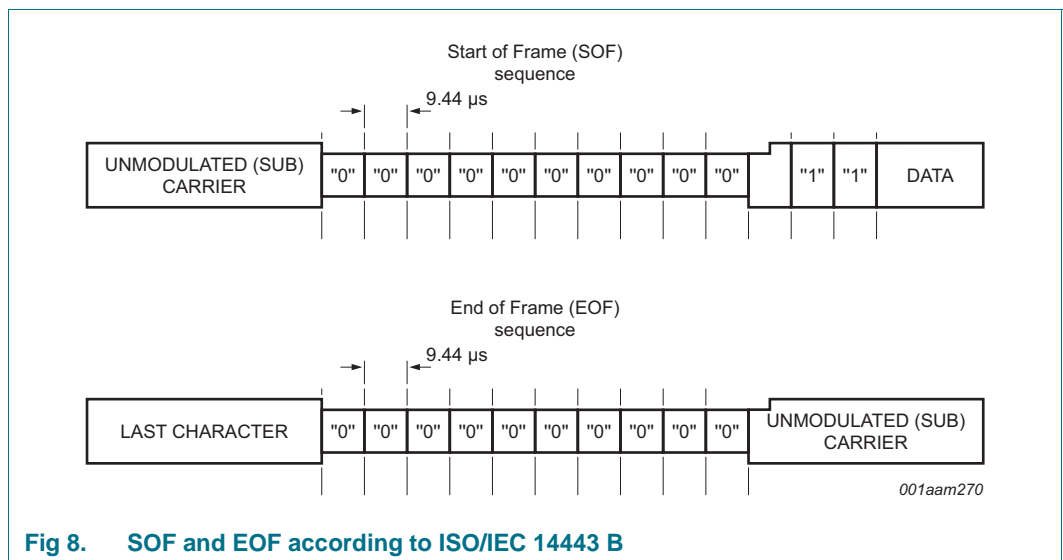 Start of Frame (SOF)
sequence
9.44 µs
UNMODULATED (SUB)
CARRIER
"0" "0" "0" "0" "0" "0" "0" "0" "0" "0" "1" "1" DATA
End of Frame (EOF)
sequence
9.44 µs
LAST CHARACTER "0" "0" "0" "0" "0" "0" "0" "0" "0" "0" UNMODULATED (SUB)
CARRIER
001aam270
Fig 8. SOF and EOF according to ISO/IEC 14443 B